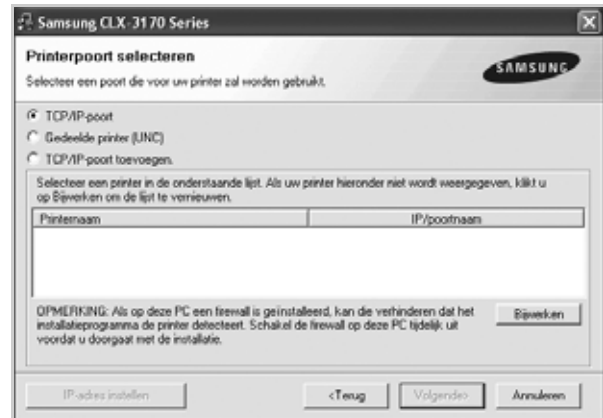 Samsung CLX-3170 Series
Printerpoort selecteren
Selecteer een poort die voor uw printer zal worden gebruikt.
SAMSUNG
TCP/IP-poort
Gedeelde printer (UNC)
TCP/IP-poort toevoegen.
Selecteer een printer in de onderstaande lijst. Als uw printer hieronder niet wordt weergegeven, klikt u
op Bijwerken om de lijst te vernieuwen.
Printernaam IP/poortnaam
OPMERKING: Als op deze PC een firewall is geïnstalleerd, kan die verhinderen dat het
installatieprogramma de printer detecteert. Schakel de firewall op deze PC tijdelijk uit
voordat u doorgaat met de installatie.
Bijwerken
IP-adres instellen <Terug Volgende> Annuleren